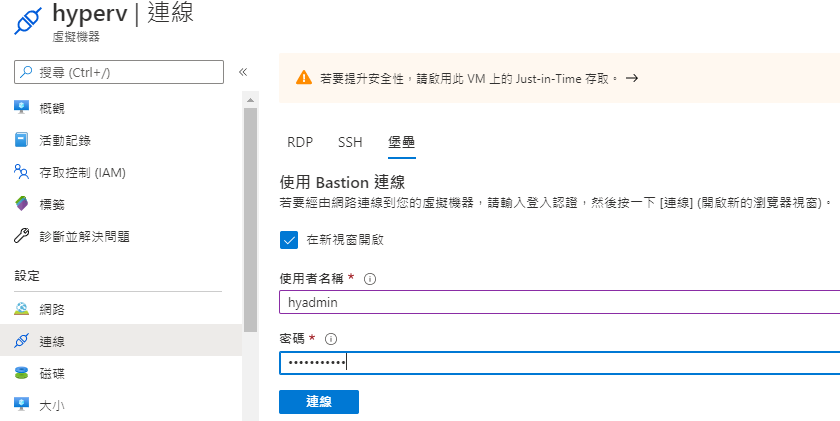 hyperv | 連線
虛擬機器
搜尋 (Ctrl+/)
«
概觀
活動記錄
存取控制 (IAM)
標籤
診斷並解決問題
設定
網路
連線
磁碟
大小
若要提升安全性，請啟用此 VM 上的 Just-in-Time 存取。 →
RDP SSH 堡壘
使用 Bastion 連線
若要經由網路連線到您的虛擬機器，請輸入登入認證，然後按一下 [連線] (開啟新的瀏覽器視窗)。
在新視窗開啟
使用者名稱 *
hyadmin
密碼 *
•••••••••••
連線